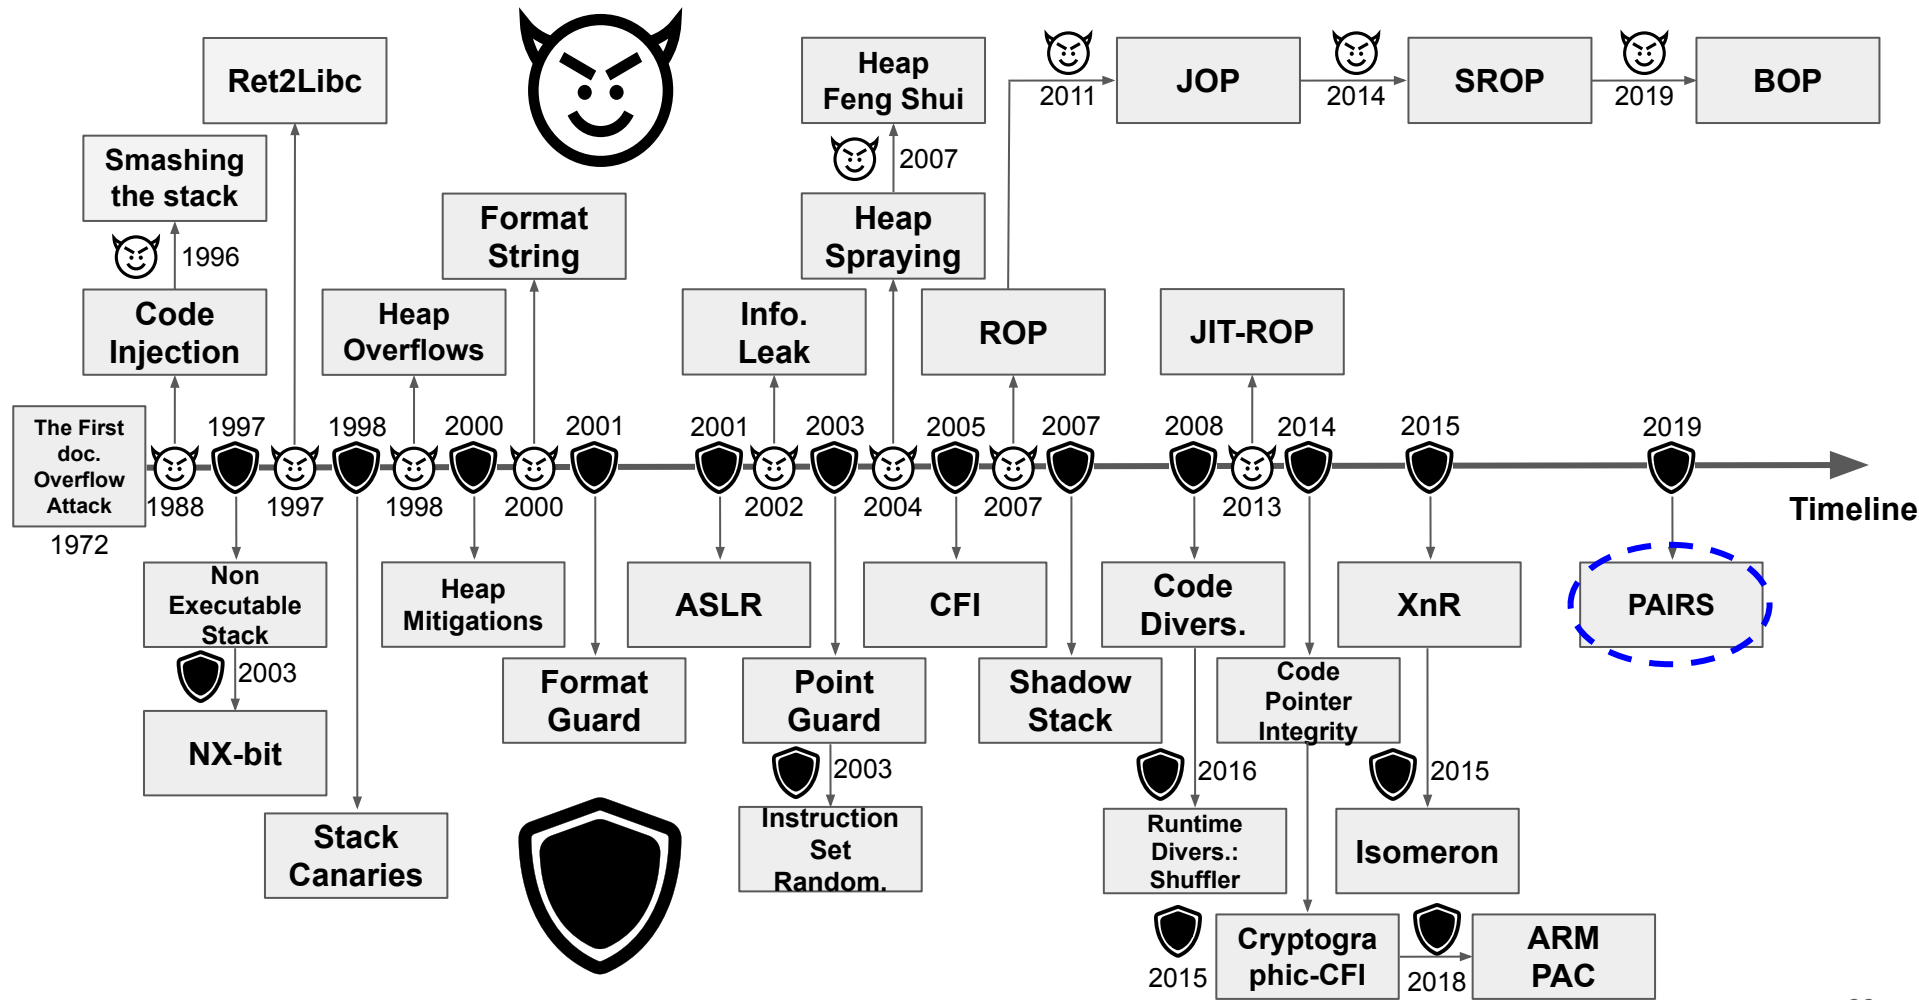 Ret2Libc
Heap
Feng Shui
2011
JOP
2014
SROP
2019
BOP
Smashing
the stack
2007
1996
Format
String
Heap
Spraying
Code
Injection
Heap
Overflows
Info.
Leak
ROP
JIT-ROP
The First
doc.
Overflow
Attack
1972
1988
1997
1997
1998
1998
2000
2000
2001
2001
2002
2003
2004
2005
2007
2007
2008
2013
2014
2015
2019
Timeline
Non
Executable
Stack
2003
NX-bit
Stack
Canaries
Heap
Mitigations
Format
Guard
ASLR
Point
Guard
2003
Instruction
Set
Random.
CFI
Shadow
Stack
Code
Divers.
2016
Runtime
Divers.:
Shuffler
Code
Pointer
Integrity
2015
Cryptogra
phic-CFI
2018
ARM
PAC
XnR
2015
Isomeron
PAIRS